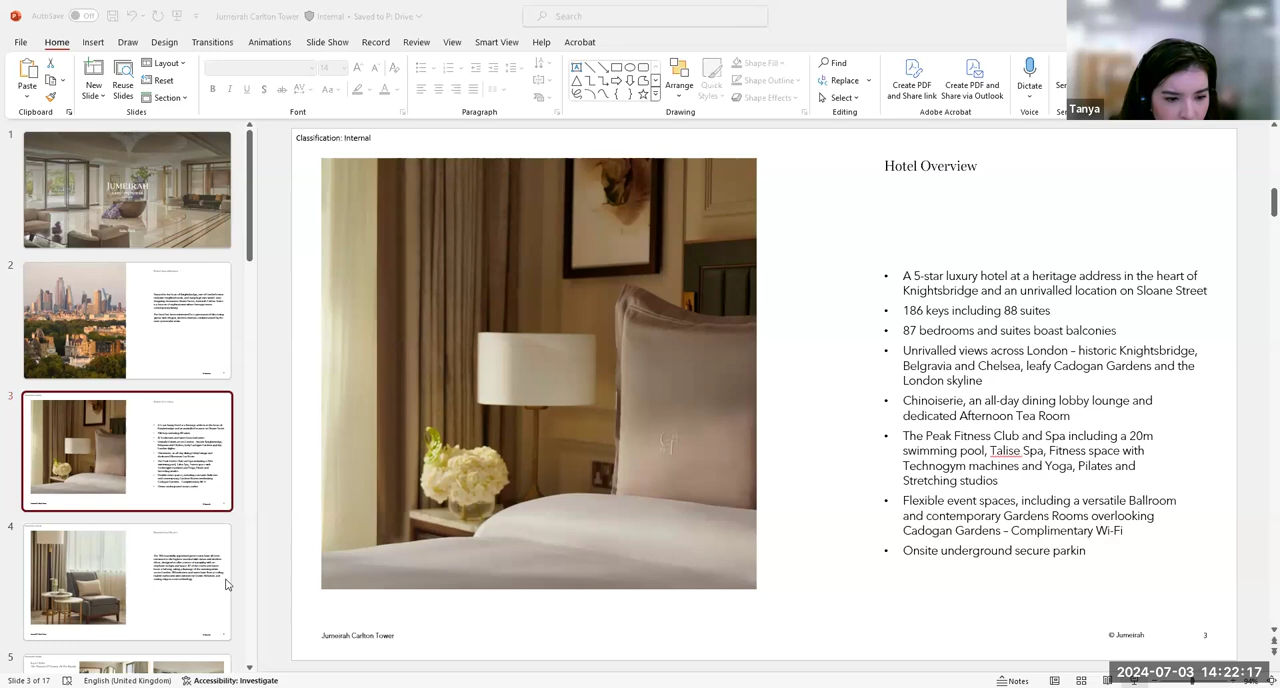 AutoSave Off
Jumeirah Carlton Tower Internal • Saved to P: Drive
Search
File Home Insert Draw Design Transitions Animations Slide Show Record Review View Smart View Help Acrobat
Paste
Clipboard
New Slide
Reuse Slides
Layout
Reset
Section
Slides
14
Font
Paragraph
Arrange
Quick Styles
Shape Fill
Shape Outline
Shape Effects
Drawing
Find
Replace
Select
Editing
Create PDF and Share link
Create PDF and Share via Outlook
Adobe Acrobat
Dictate
Voice
Tanya
1
JUMEIRAH
2
3
4
5
Classification: Internal
Hotel Overview
• A 5-star luxury hotel at a heritage address in the heart of
Knightsbridge and an unrivalled location on Sloane Street
• 186 keys including 88 suites
• 87 bedrooms and suites boast balconies
• Unrivalled views across London – historic Knightsbridge,
Belgravia and Chelsea, leafy Cadogan Gardens and the
London skyline
• Chinoiserie, an all-day dining lobby lounge and
dedicated Afternoon Tea Room
• The Peak Fitness Club and Spa including a 20m
swimming pool, Talise Spa, Fitness space with
Technogym machines and Yoga, Pilates and
Stretching studios
• Flexible event spaces, including a versatile Ballroom
and contemporary Gardens Rooms overlooking
Cadogan Gardens – Complimentary Wi-Fi
• Onsite underground secure parkin
Jumeirah Carlton Tower
© Jumeirah
3
Slide 3 of 17
English (United Kingdom)
Accessibility: Investigate
Notes
2024-07-03 14:22:17